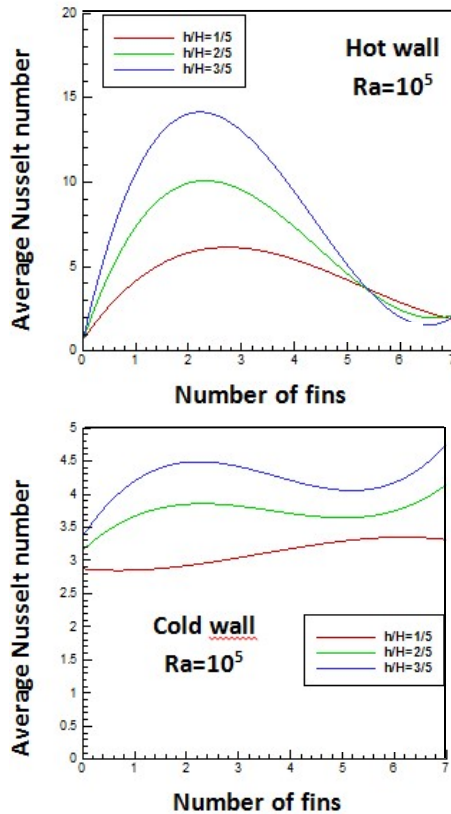 20
h/H=1/5
h/H=2/5
h/H=3/5
Hot wall
Ra=10⁵
15
10
5
0
Average Nusselt number
0 1 2 3 4 5 6 7
Number of fins
5
4.5
4
3.5
3
2.5
2
1.5
1
0.5
0
Average Nusselt number
Cold wall
Ra=10⁵
h/H=1/5
h/H=2/5
h/H=3/5
0 1 2 3 4 5 6 7
Number of fins